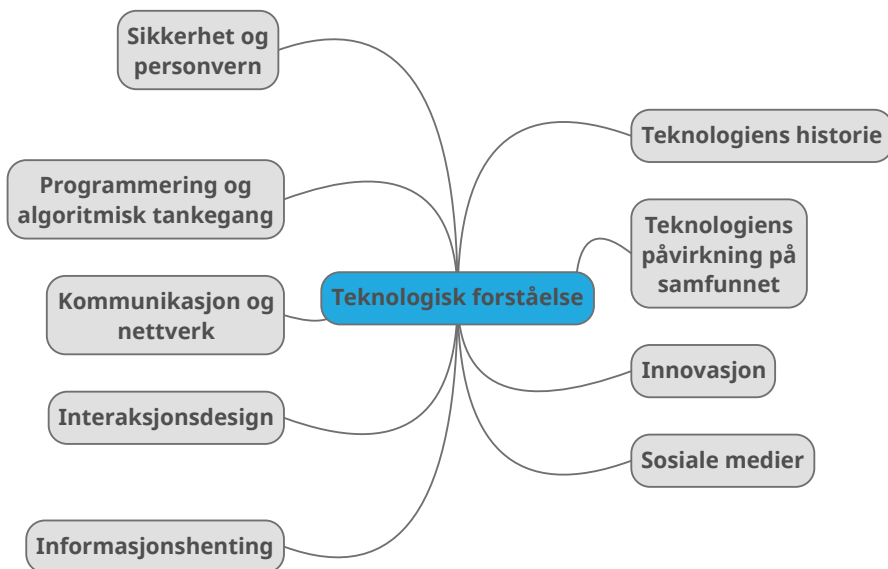 Sikkerhet og
personvern
Programmering og
algoritmisk tankegang
Kommunikasjon og
nettverk
Interaksjonsdesign
Informasjonshenting
Teknologisk forståelse
Teknologiens historie
Teknologiens
påvirkning på
samfunnet
Innovasjon
Sosiale medier